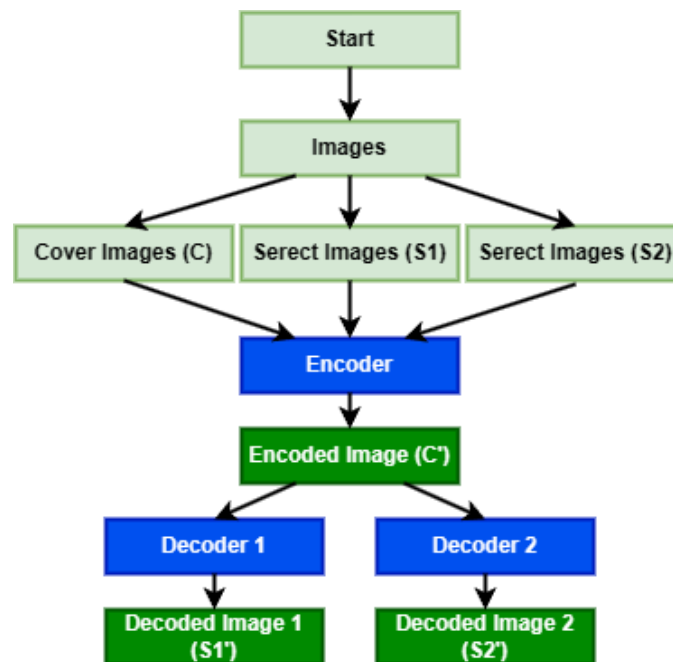 Start
Images
Cover Images (C)
Serect Images (S1)
Serect Images (S2)
Encoder
Encoded Image (C')
Decoder 1
Decoder 2
Decoded Image 1
(S1')
Decoded Image 2
(S2')